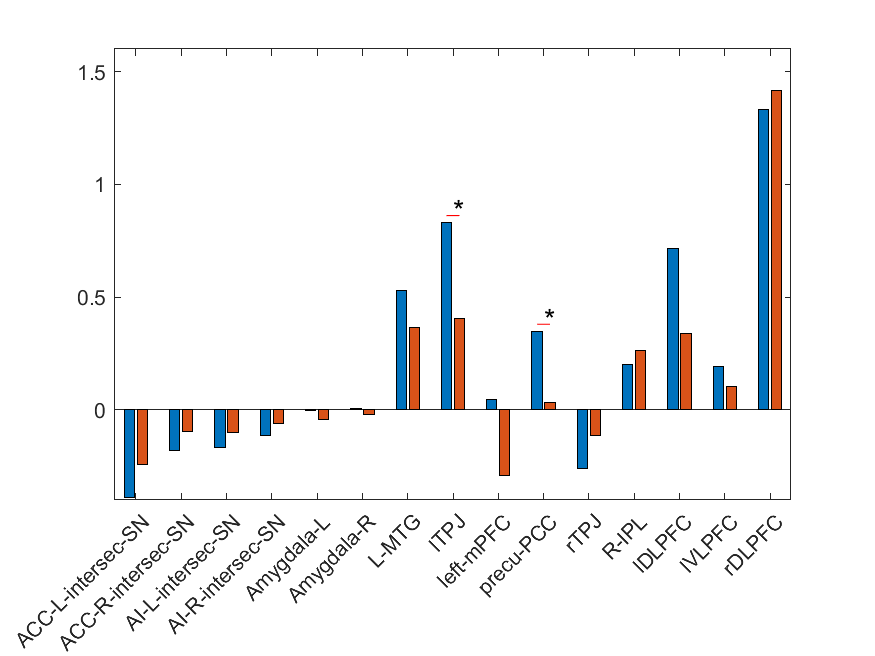 1.5
1
0.5
0
*
*
ACC-L-intersec-SN
ACC-R-intersec-SN
AI-L-intersec-SN
AI-R-intersec-SN
Amygdala-L
Amygdala-R
L-MTG
lTPJ
left-mPFC
precu-PCC
rTPJ
R-IPL
lDLPFC
lVLPFC
rDLPFC